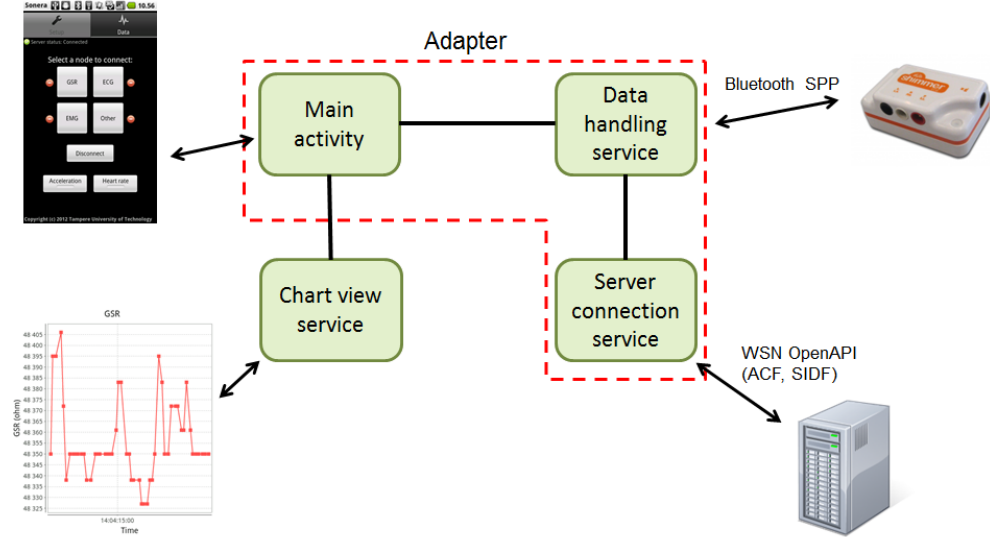 Sonera 10.56
Setup
Data
Server status: Connected
Select a node to connect:
GSR
ECG
EMG
Other
Disconnect
Acceleration
Heart rate
Copyright (c) 2012 Tampere University of Technology
Adapter
Main
activity
Data
handling
service
Bluetooth SPP
shimmer
Chart view
service
Server
connection
service
WSN OpenAPI
(ACF, SIDF)
GSR
GSR (ohm)
48 405
48 400
48 395
48 390
48 385
48 380
48 375
48 370
48 365
48 360
48 355
48 350
48 345
48 340
48 335
48 330
48 325
14:04:15:00
Time